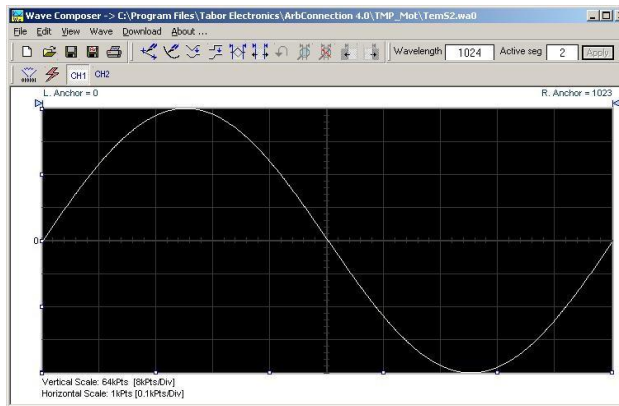 Wave Composer -> C:\Program Files\Tabor Electronics\ArbConnection 4.0\TMP_Mot\Tem52.wa0
File Edit View Wave Download About ...
Wavelength 1024 Active seg 2 Apply
CH1 CH2
L. Anchor = 0 R. Anchor = 1023
0
Vertical Scale: 64kPts [8kPts/Div]
Horizontal Scale: 1kPts [0.1kPts/Div]